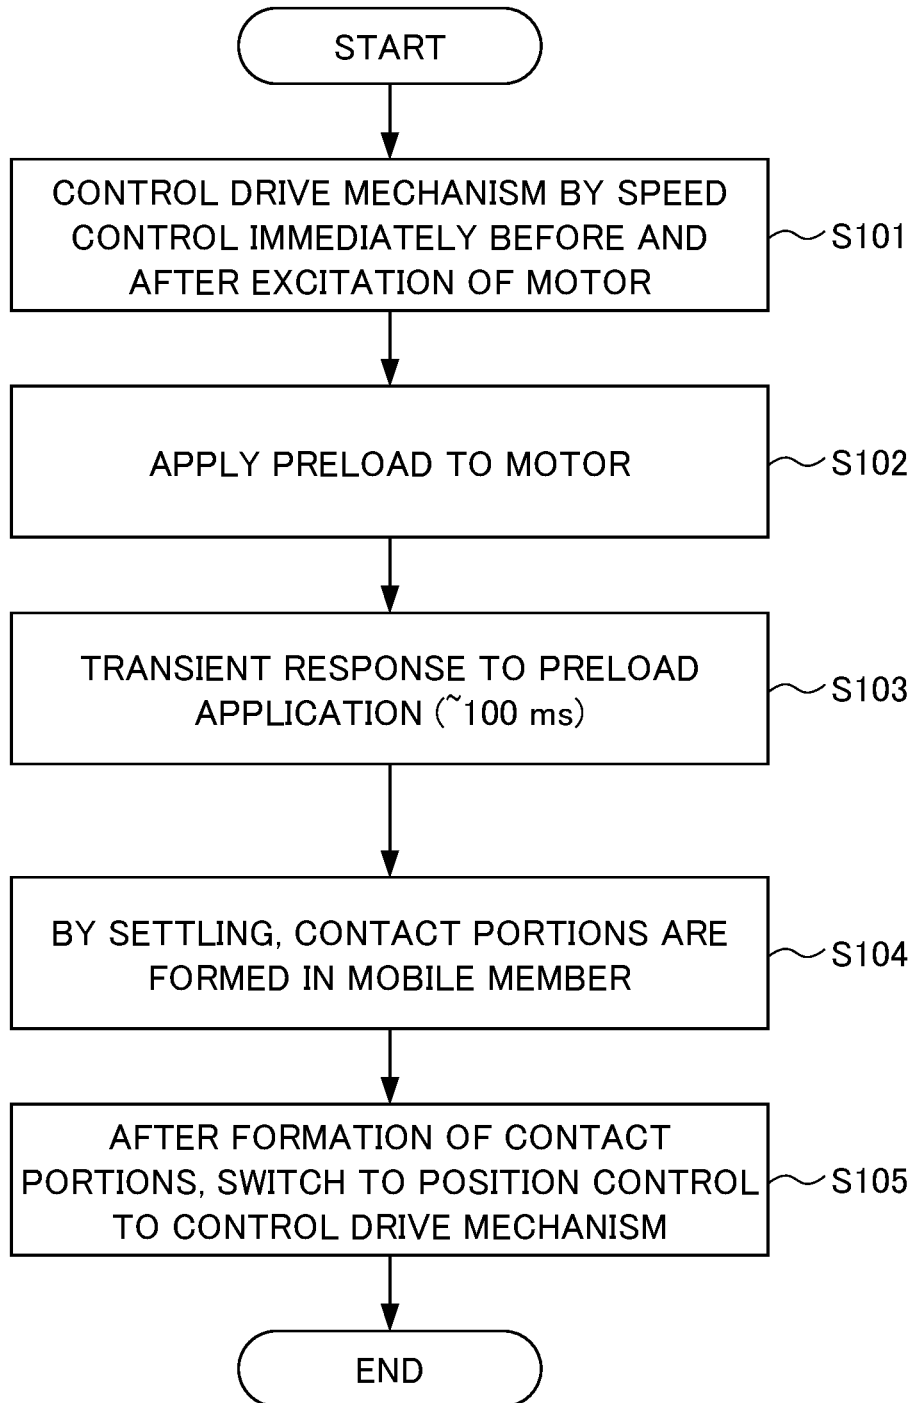 START
CONTROL DRIVE MECHANISM BY SPEED
CONTROL IMMEDIATELY BEFORE AND
AFTER EXCITATION OF MOTOR
S101
APPLY PRELOAD TO MOTOR
S102
TRANSIENT RESPONSE TO PRELOAD
APPLICATION (~100 ms)
S103
BY SETTLING, CONTACT PORTIONS ARE
FORMED IN MOBILE MEMBER
S104
AFTER FORMATION OF CONTACT
PORTIONS, SWITCH TO POSITION CONTROL
TO CONTROL DRIVE MECHANISM
S105
END